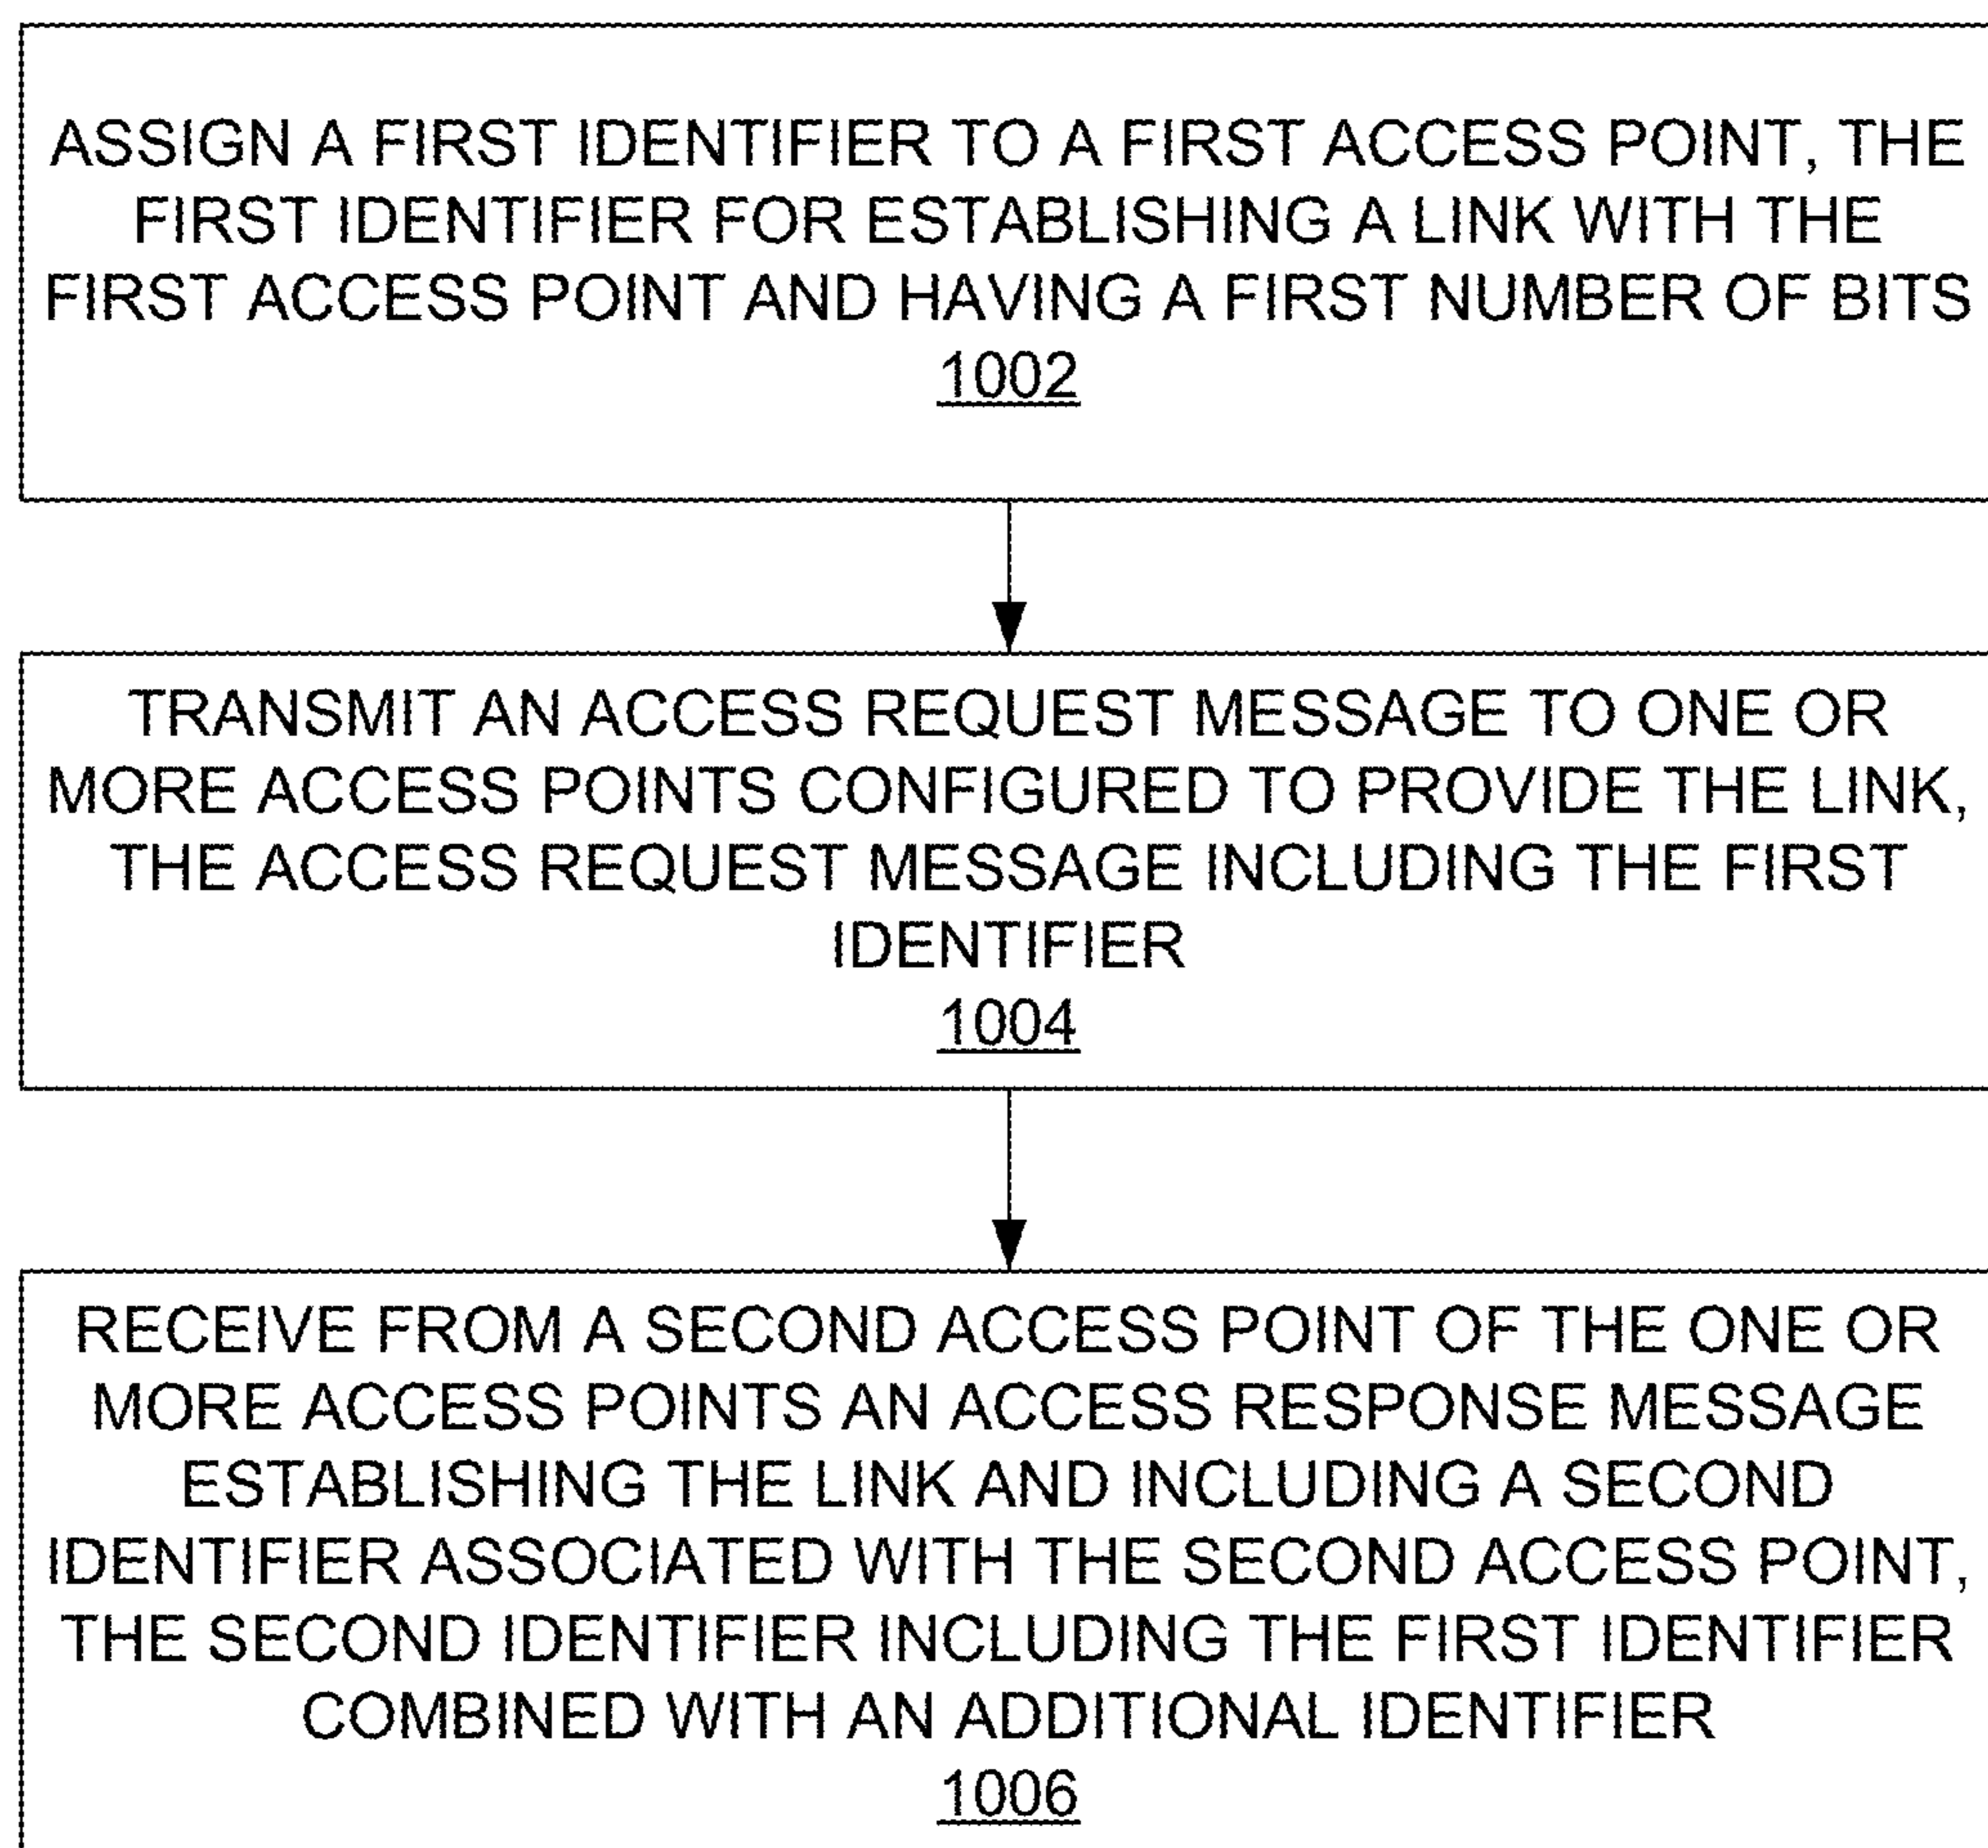 ASSIGN A FIRST IDENTIFIER TO A FIRST ACCESS POINT, THE
FIRST IDENTIFIER FOR ESTABLISHING A LINK WITH THE
FIRST ACCESS POINT AND HAVING A FIRST NUMBER OF BITS
1002
TRANSMIT AN ACCESS REQUEST MESSAGE TO ONE OR
MORE ACCESS POINTS CONFIGURED TO PROVIDE THE LINK,
THE ACCESS REQUEST MESSAGE INCLUDING THE FIRST
IDENTIFIER
1004
RECEIVE FROM A SECOND ACCESS POINT OF THE ONE OR
MORE ACCESS POINTS AN ACCESS RESPONSE MESSAGE
ESTABLISHING THE LINK AND INCLUDING A SECOND
IDENTIFIER ASSOCIATED WITH THE SECOND ACCESS POINT,
THE SECOND IDENTIFIER INCLUDING THE FIRST IDENTIFIER
COMBINED WITH AN ADDITIONAL IDENTIFIER
1006